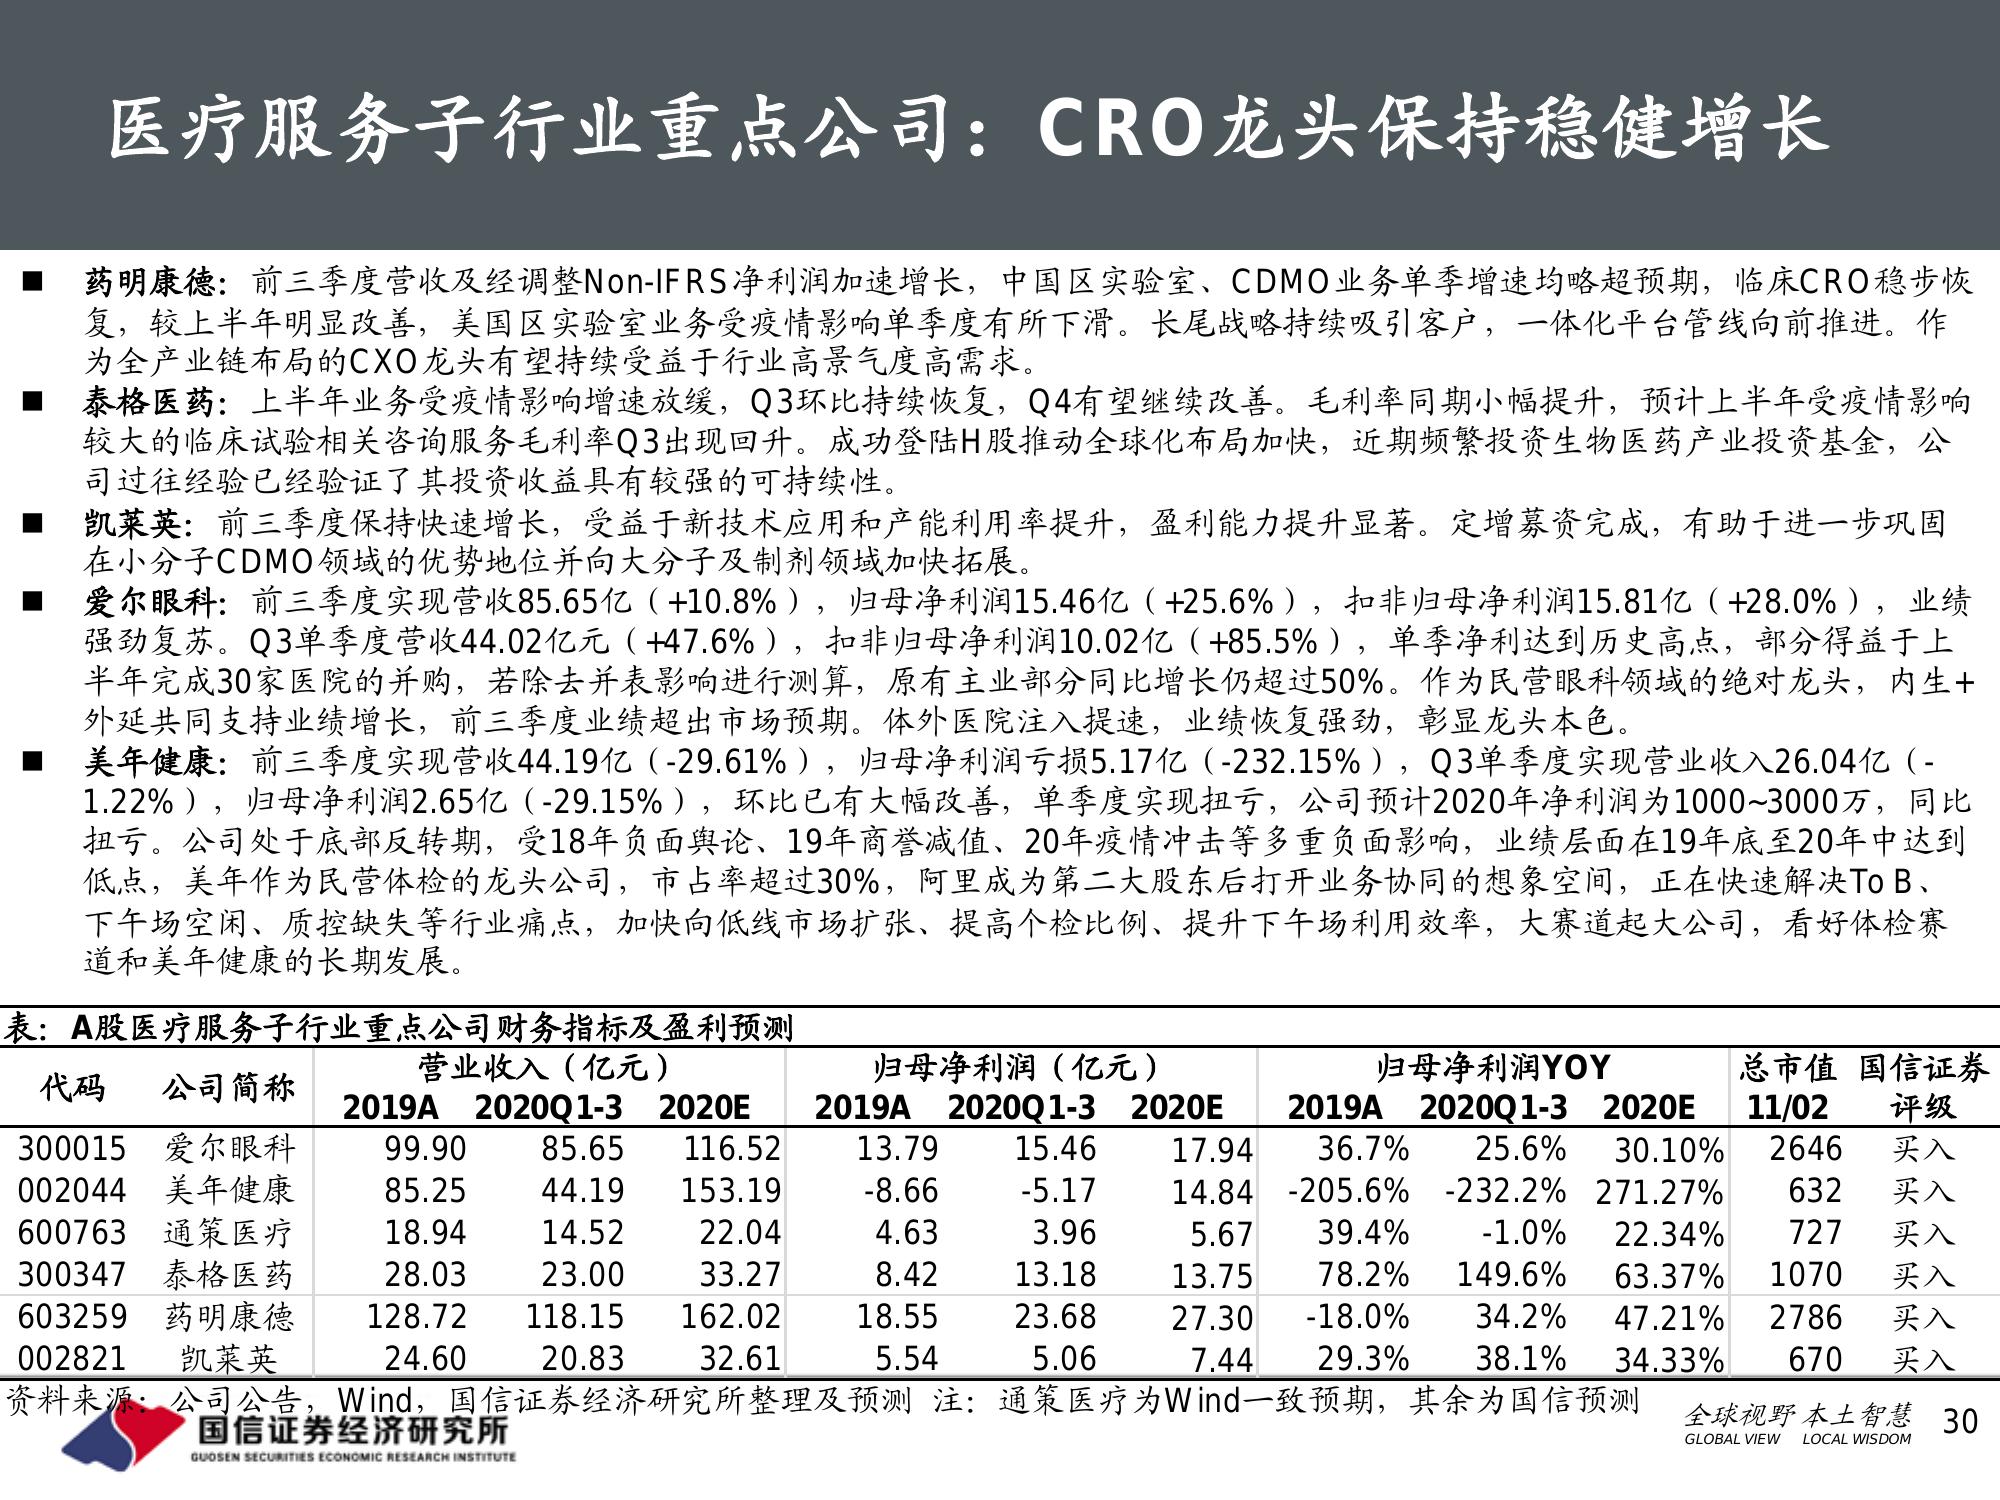 医疗服务子行业重点公司：CRO龙头保持稳健增长
■ 药明康德：前三季度营收及经调整Non-IFRS净利润加速增长，中国区实验室、CDMO业务单季增速均略超预期，临床CRO稳步恢
复，较上半年明显改善，美国区实验室业务受疫情影响单季度有所下滑。长尾战略持续吸引客户，一体化平台管线向前推进。作
为全产业链布局的CXO龙头有望持续受益于行业高景气度高需求。
■ 泰格医药：上半年业务受疫情影响增速放缓，Q3环比持续恢复，Q4有望继续改善。毛利率同期小幅提升，预计上半年受疫情影响
较大的临床试验相关咨询服务毛利率Q3出现回升。成功登陆H股推动全球化布局加快，近期频繁投资生物医药产业投资基金，公
司过往经验已经验证了其投资收益具有较强的可持续性。
■ 凯莱英：前三季度保持快速增长，受益于新技术应用和产能利用率提升，盈利能力提升显著。定增募资完成，有助于进一步巩固
在小分子CDMO领域的优势地位并向大分子及制剂领域加快拓展。
■ 爱尔眼科：前三季度实现营收85.65亿（+10.8%），归母净利润15.46亿（+25.6%），扣非归母净利润15.81亿（+28.0%），业绩
强劲复苏。Q3单季度营收44.02亿元（+47.6%），扣非归母净利润10.02亿（+85.5%），单季净利达到历史高点，部分得益于上
半年完成30家医院的并购，若除去并表影响进行测算，原有主业部分同比增长仍超过50%。作为民营眼科领域的绝对龙头，内生+
外延共同支持业绩增长，前三季度业绩超出市场预期。体外医院注入提速，业绩恢复强劲，彰显龙头本色。
■ 美年健康：前三季度实现营收44.19亿（-29.61%），归母净利润亏损5.17亿（-232.15%），Q3单季度实现营业收入26.04亿（-
1.22%），归母净利润2.65亿（-29.15%），环比已有大幅改善，单季度实现扭亏，公司预计2020年净利润为1000~3000万，同比
扭亏。公司处于底部反转期，受18年负面舆论、19年商誉减值、20年疫情冲击等多重负面影响，业绩层面在19年底至20年中达到
低点，美年作为民营体检的龙头公司，市占率超过30%，阿里成为第二大股东后打开业务协同的想象空间，正在快速解决To B、
下午场空闲、质控缺失等行业痛点，加快向低线市场扩张、提高个检比例、提升下午场利用效率，大赛道起大公司，看好体检赛
道和美年健康的长期发展。
表：A股医疗服务子行业重点公司财务指标及盈利预测
代码 公司简称 营业收入（亿元） 归母净利润（亿元） 归母净利润YOY 总市值 国信证券
2019A 2020Q1-3 2020E 2019A 2020Q1-3 2020E 2019A 2020Q1-3 2020E 11/02 评级
300015 爱尔眼科 99.90 85.65 116.52 13.79 15.46 17.94 36.7% 25.6% 30.10% 2646 买入
002044 美年健康 85.25 44.19 153.19 -8.66 -5.17 14.84 -205.6% -232.2% 271.27% 632 买入
600763 通策医疗 18.94 14.52 22.04 4.63 3.96 5.67 39.4% -1.0% 22.34% 727 买入
300347 泰格医药 28.03 23.00 33.27 8.42 13.18 13.75 78.2% 149.6% 63.37% 1070 买入
603259 药明康德 128.72 118.15 162.02 18.55 23.68 27.30 -18.0% 34.2% 47.21% 2786 买入
002821 凯莱英 24.60 20.83 32.61 5.54 5.06 7.44 29.3% 38.1% 34.33% 670 买入
资料来源：公司公告，Wind，国信证券经济研究所整理及预测 注：通策医疗为Wind一致预期，其余为国信预测
国信证券经济研究所
GUOSEN SECURITIES ECONOMIC RESEARCH INSTITUTE
全球视野 本土智慧
GLOBAL VIEW LOCAL WISDOM
30